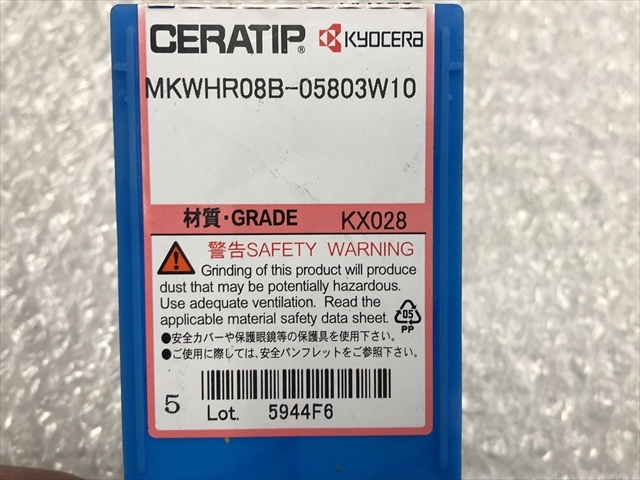 CERATIP® KYOCERA
MKWHR08B-05803W10
材質・GRADE KX028
警告SAFETY WARNING
Grinding of this product will produce
dust that may be potentially hazardous.
Use adequate ventilation. Read the
applicable material safety data sheet.
05
PP
●安全カバーや保護眼鏡等の保護具を使用下さい。
●ご使用に際しては、安全パンフレットをご参照下さい。
5
Lot. 5944F6